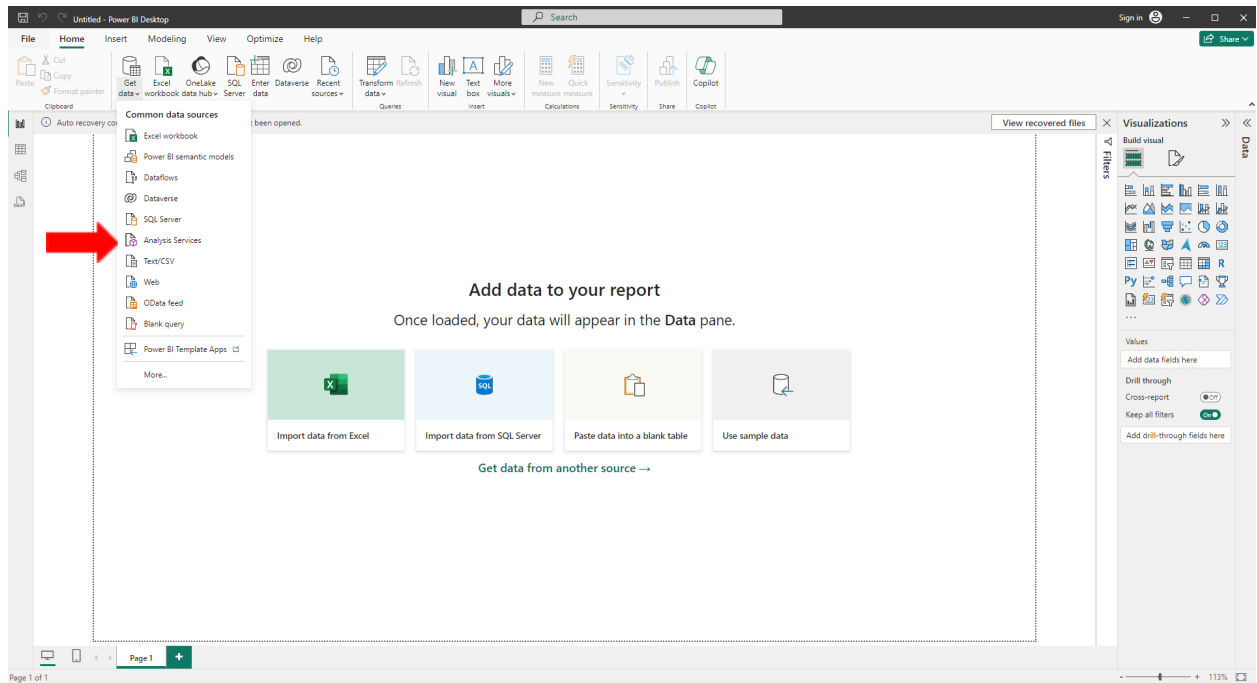 Untitled - Power BI Desktop
Search
Sign in
File Home Insert Modeling View Optimize Help
Share
Paste
Cut
Copy
Format painter
Clipboard
Get data
Excel workbook
OneLake data hub
SQL Server
Enter data
Dataverse
Recent sources
Transform data
Refresh
Queries
New visual
Text box
More visuals
Insert
New measure
Quick measure
Calculations
Sensitivity
Sensitivity
Publish
Share
Copilot
Copilot
Auto recovery co
t been opened.
View recovered files
Common data sources
Excel workbook
Power BI semantic models
Dataflows
Dataverse
SQL Server
Analysis Services
Text/CSV
Web
OData feed
Blank query
Power BI Template Apps
More...
Add data to your report
Once loaded, your data will appear in the Data pane.
Import data from Excel
SQL
Import data from SQL Server
Paste data into a blank table
Use sample data
Get data from another source →
Filters
Visualizations
Build visual
123
R
Py
...
Values
Add data fields here
Drill through
Cross-report
Off
Keep all filters
On
Add drill-through fields here
Data
Page 1
Page 1 of 1
113%